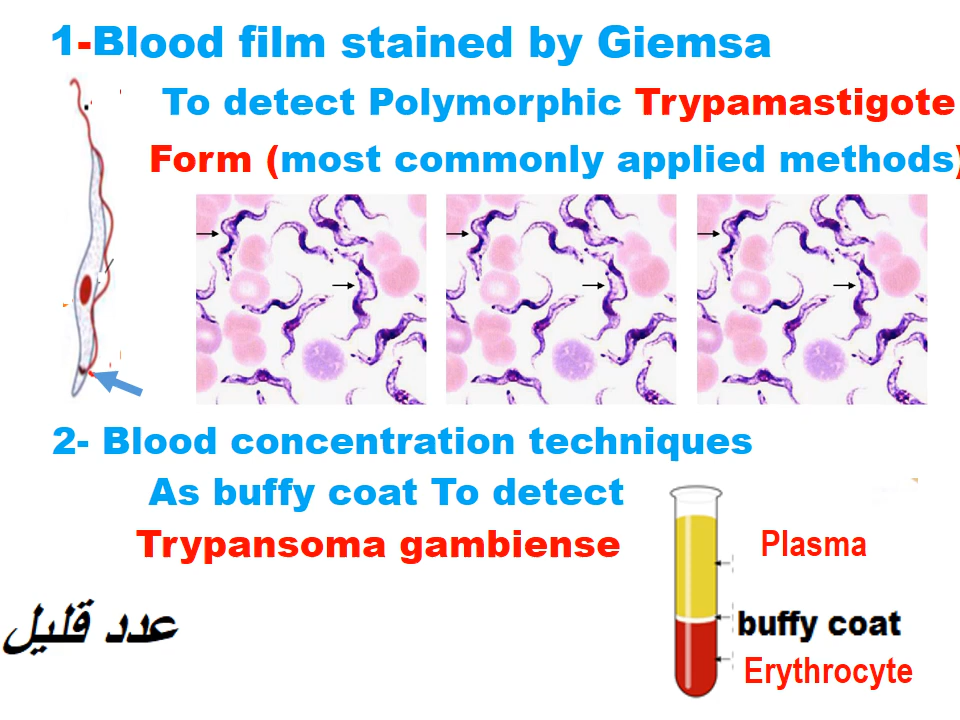 1-Blood film stained by Giemsa
To detect Polymorphic Trypamastigote
Form (most commonly applied methods)
2- Blood concentration techniques
As buffy coat To detect
Trypansoma gambiense
Plasma
buffy coat
Erythrocyte
عدد قليل